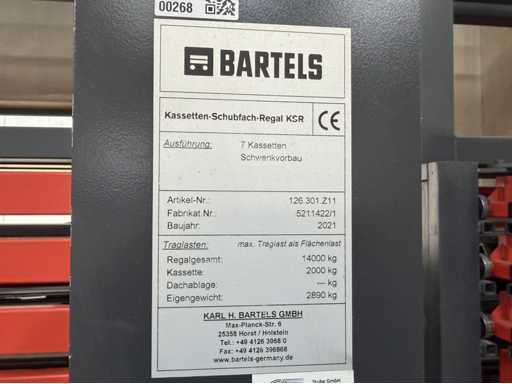 00268
BARTELS
Kassetten-Schubfach-Regal KSR
CE
Ausführung: 7 Kassetten
Schwenkvorbau
Artikel-Nr.: 126.301.Z11
Fabrikat Nr.: 5211422/1
Baujahr: 2021
Traglasten: max. Traglast als Flächenlast
Regalgesamt: 14000 kg
Kassette: 2000 kg
Dachablage: --- kg
Eigengewicht: 2890 kg
KARL H. BARTELS GMBH
Max-Planck-Str. 6
25358 Horst / Holstein
Tel.: +49 4126 3968 0
Fax: +49 4126 396868
www.bartels-germany.de